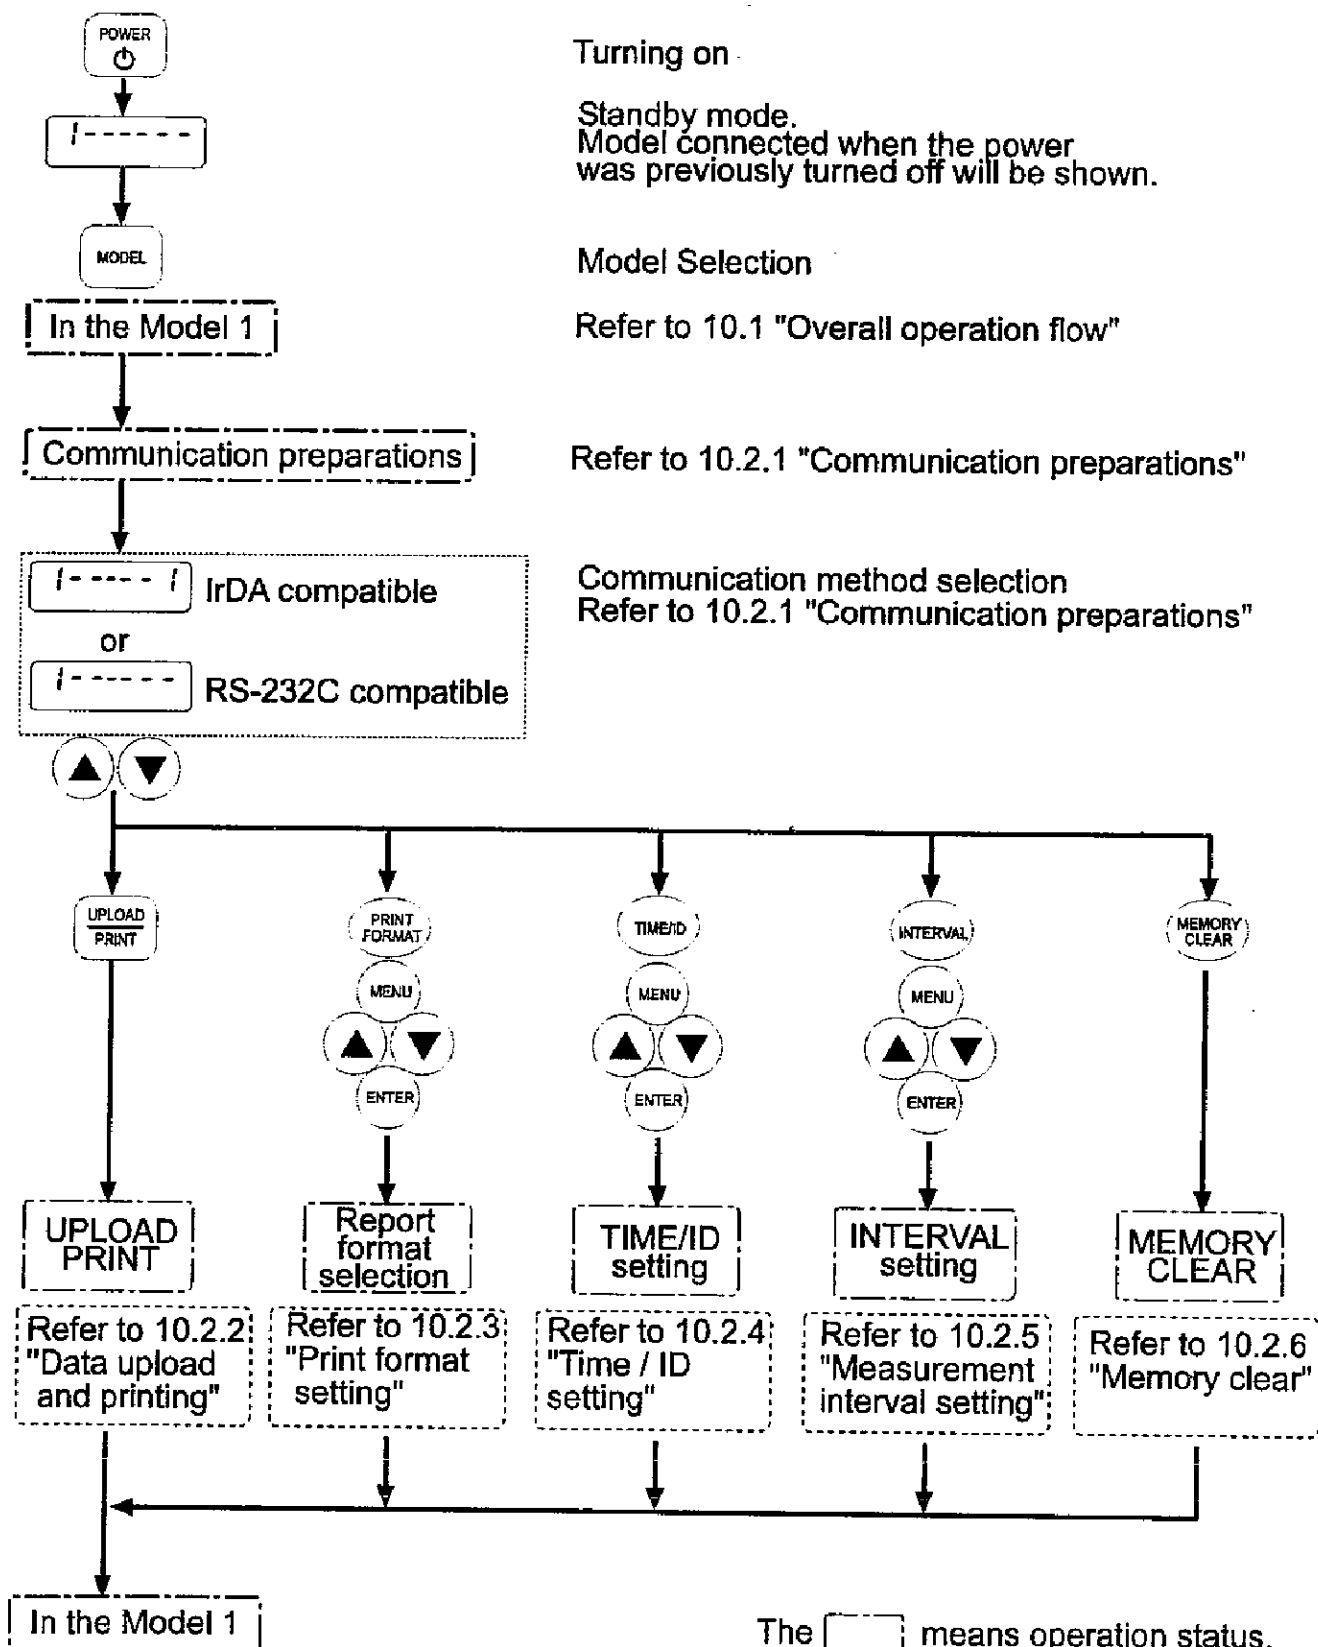 POWER
Turning on
1------
Standby mode.
Model connected when the power
was previously turned off will be shown.
MODEL
Model Selection
In the Model 1
Refer to 10.1 "Overall operation flow"
Communication preparations
Refer to 10.2.1 "Communication preparations"
1-----1 IrDA compatible
Communication method selection
Refer to 10.2.1 "Communication preparations"
or
1------ RS-232C compatible
UPLOAD
PRINT
PRINT
FORMAT
TIME/ID
INTERVAL
MEMORY
CLEAR
MENU
MENU
MENU
ENTER
ENTER
ENTER
UPLOAD
PRINT
Report
format
selection
TIME/ID
setting
INTERVAL
setting
MEMORY
CLEAR
Refer to 10.2.2
"Data upload
and printing"
Refer to 10.2.3
"Print format
setting"
Refer to 10.2.4
"Time / ID
setting"
Refer to 10.2.5
"Measurement
interval setting"
Refer to 10.2.6
"Memory clear"
In the Model 1
The means operation status.